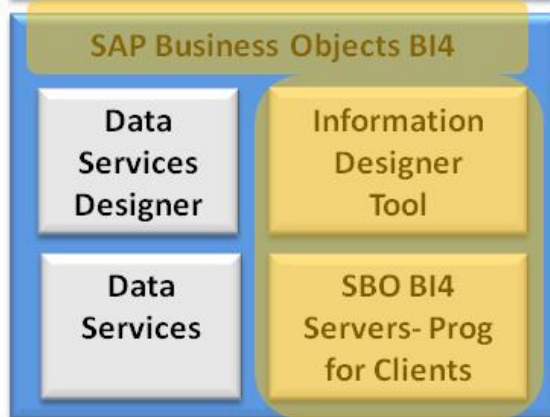 SAP Business Objects BI4
Data
Services
Designer
Information
Designer
Tool
Data
Services
SBO BI4
Servers- Prog
for Clients